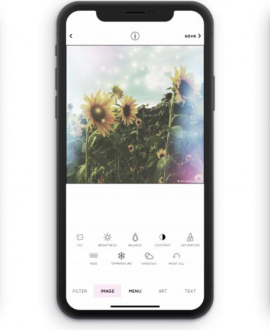 save
TILT
BRIGHTNESS
BALANCE
CONTRAST
SATURATION
FADE
TEMPERATURE
SHADOWS
RESET ALL
FILTER IMAGE MENU ART TEXT